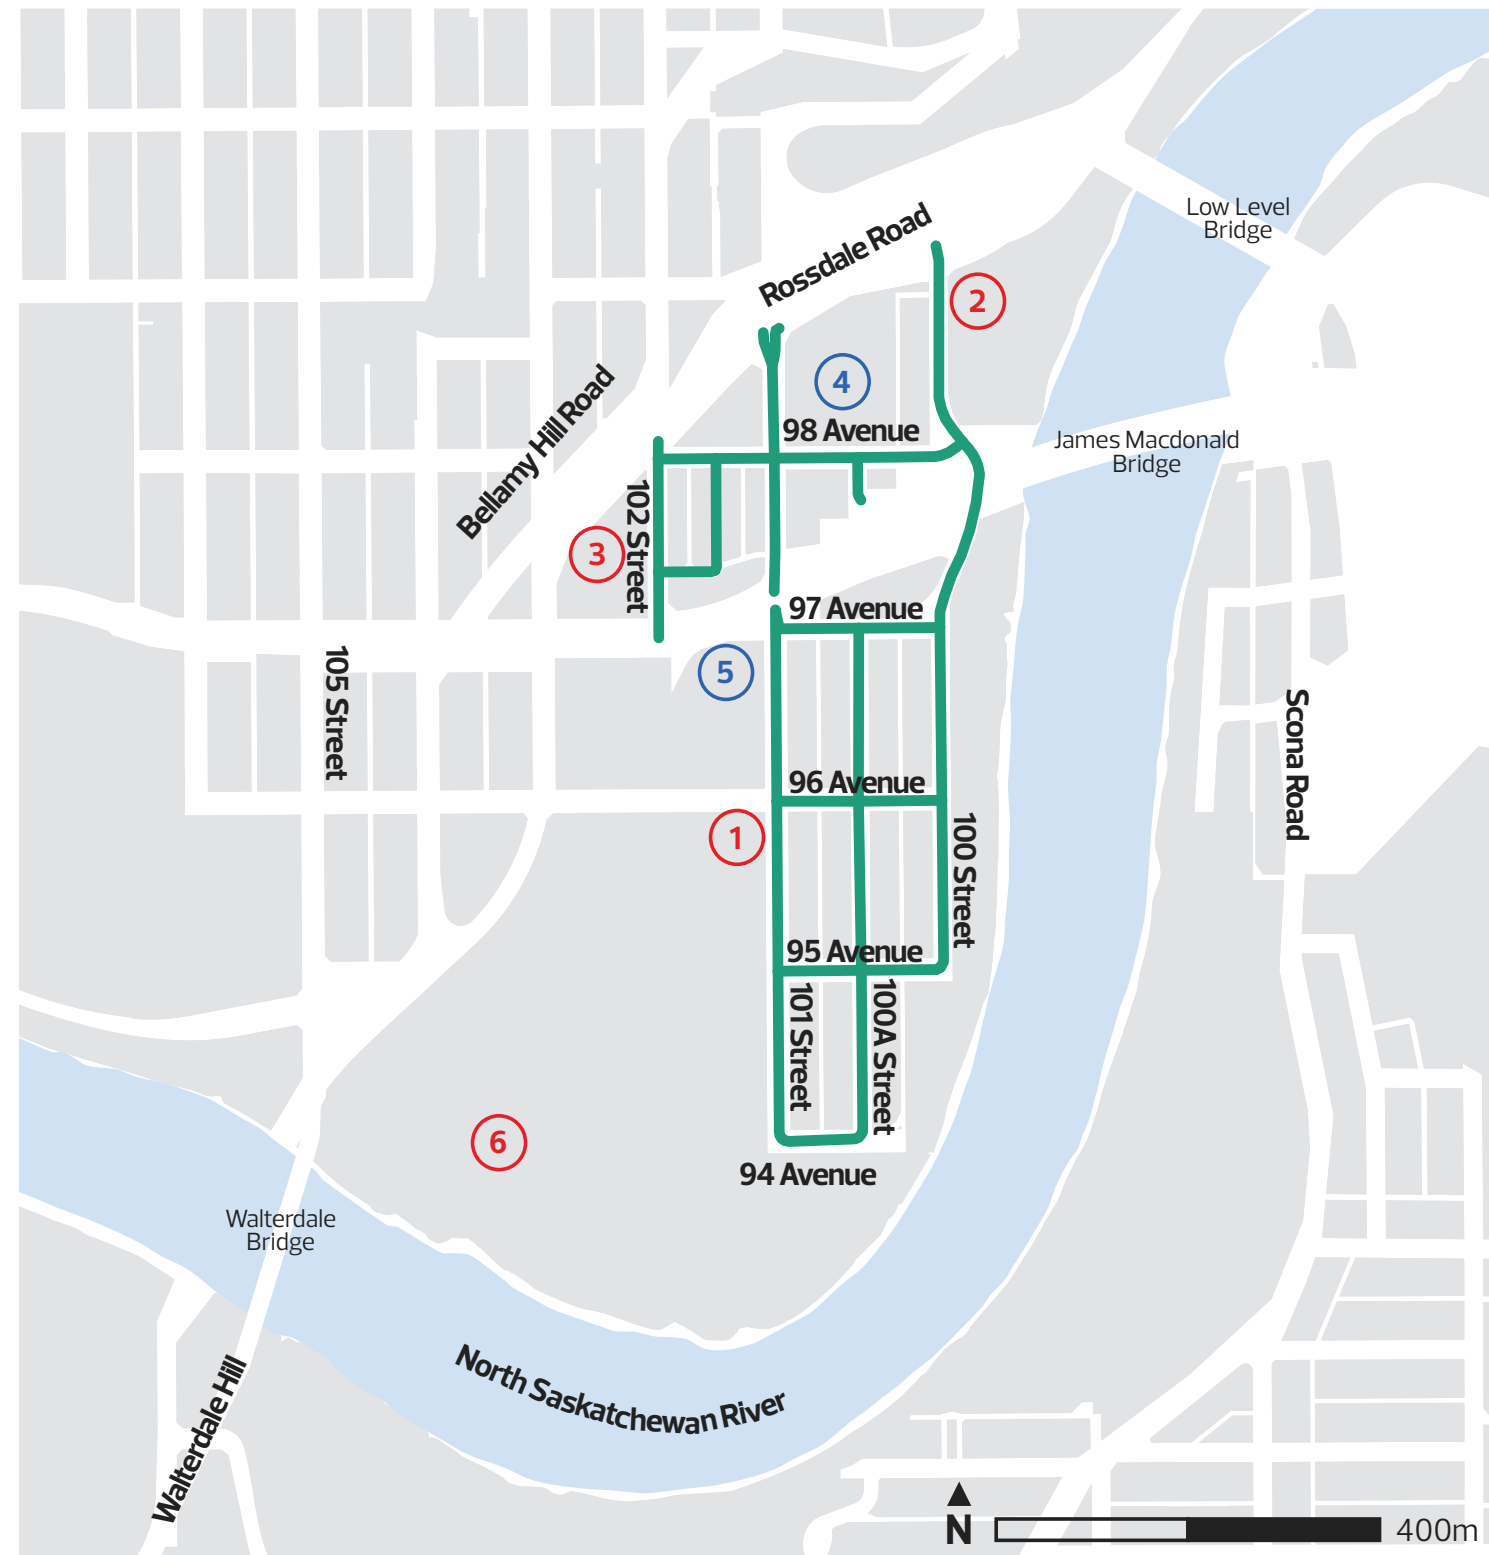 Low Level
Bridge
Rossdale Road
2
4
98 Avenue
James Macdonald
Bridge
Bellamy Hill Road
102 Street
3
97 Avenue
5
105 Street
Scona Road
96 Avenue
1
100 Street
95 Avenue
101 Street
100A Street
6
94 Avenue
Walterdale
Bridge
North Saskatchewan River
Walterdale Hill
N
400m